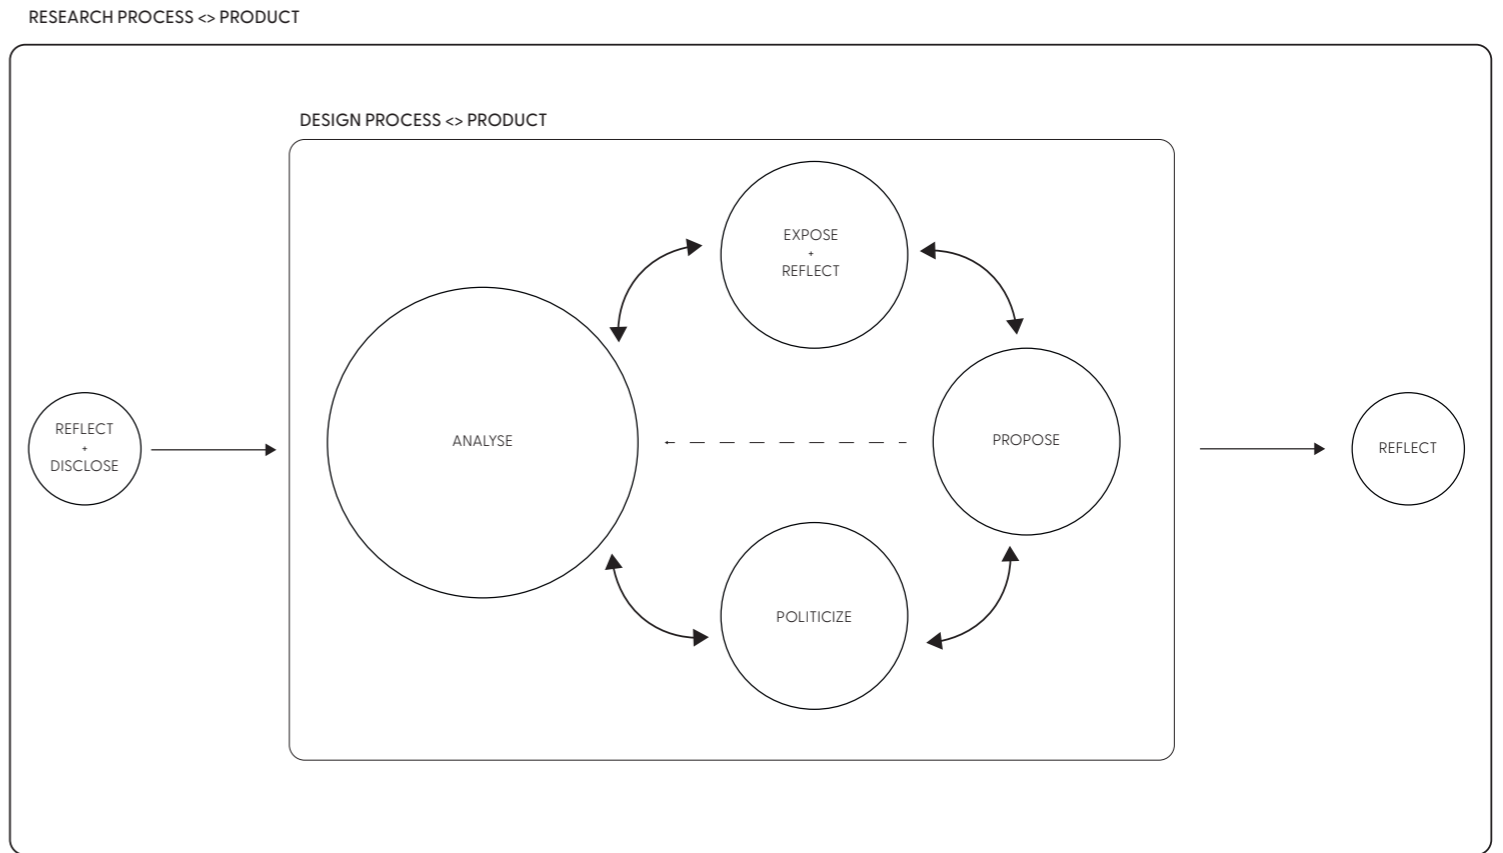 RESEARCH PROCESS <> PRODUCT
DESIGN PROCESS <> PRODUCT
EXPOSE
+
REFLECT
REFLECT
+
DISCLOSE
ANALYSE
PROPOSE
REFLECT
POLITICIZE